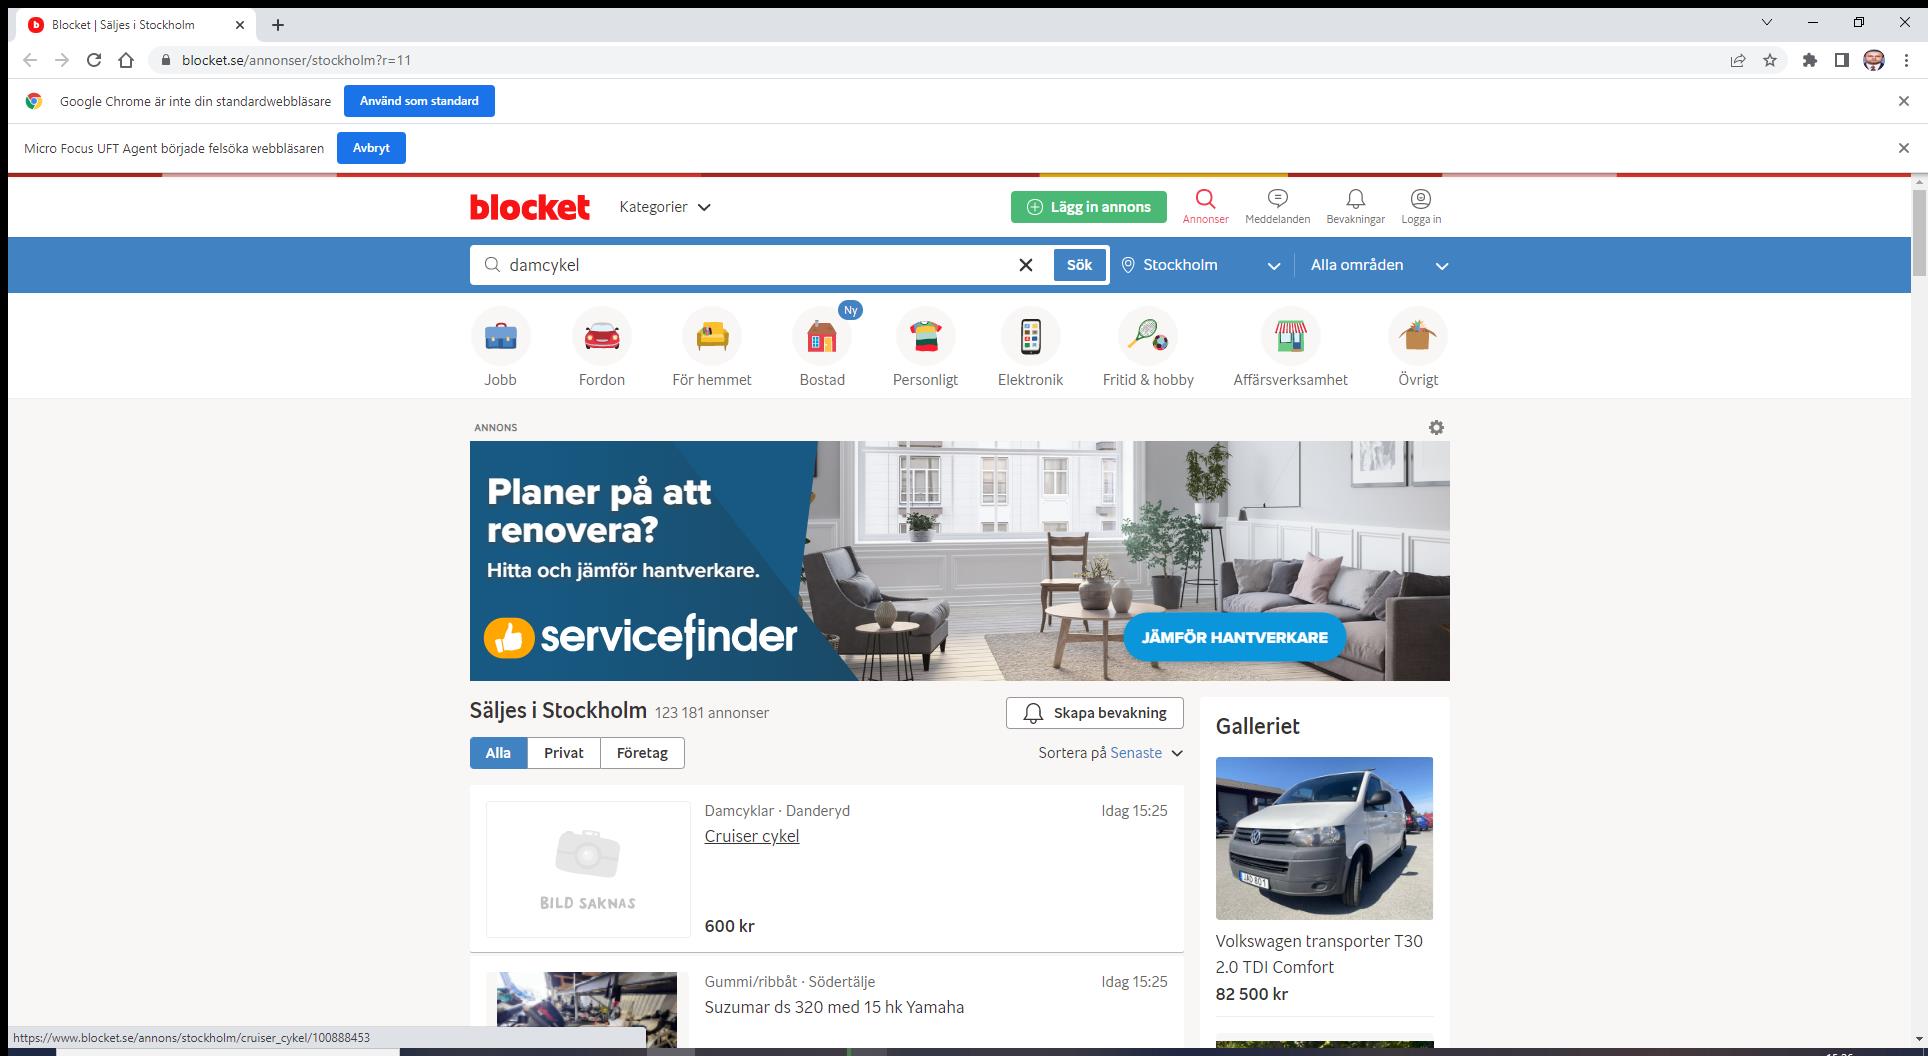 Blocket | Säljes i Stockholm
blocket.se/annonser/stockholm?r=11
Google Chrome är inte din standardwebbläsare
Använd som standard
Micro Focus UFT Agent började felsöka webbläsaren
Avbryt
blocket
Kategorier
Lägg in annons
Annonser
Meddelanden
Bevakningar
Logga in
damcykel
Sök
Stockholm
Alla områden
Ny
Jobb
Fordon
För hemmet
Bostad
Personligt
Elektronik
Fritid & hobby
Affärsverksamhet
Övrigt
ANNONS
Planer på att
renovera?
Hitta och jämför hantverkare.
servicefinder
JÄMFÖR HANTVERKARE
Säljes i Stockholm 123 181 annonser
Skapa bevakning
Alla
Privat
Företag
Sortera på Senaste
Damcyklar · Danderyd
Idag 15:25
Cruiser cykel
BILD SAKNAS
600 kr
Gummi/ribbåt · Södertälje
Idag 15:25
Suzumar ds 320 med 15 hk Yamaha
Galleriet
Volkswagen transporter T30
2.0 TDI Comfort
82 500 kr
https://www.blocket.se/annons/stockholm/cruiser_cykel/100888453